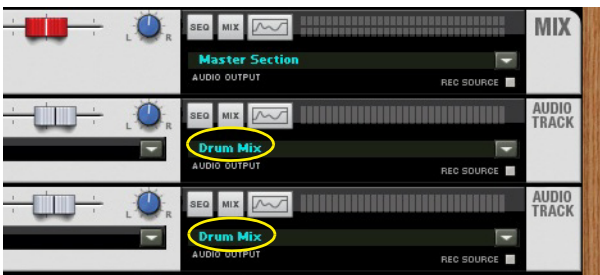 L R SEQ MIX MIX
Master Section
AUDIO OUTPUT REC SOURCE
L R SEQ MIX AUDIO TRACK
Drum Mix
AUDIO OUTPUT REC SOURCE
L R SEQ MIX AUDIO TRACK
Drum Mix
AUDIO OUTPUT REC SOURCE